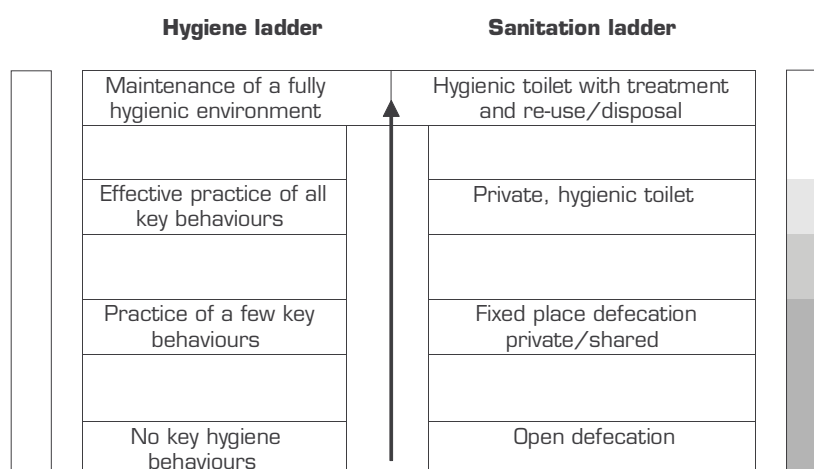 Hygiene ladder
Sanitation ladder
Maintenance of a fully
hygienic environment
Hygienic toilet with treatment
and re-use/disposal
Effective practice of all
key behaviours
Private, hygienic toilet
Practice of a few key
behaviours
Fixed place defecation
private/shared
No key hygiene
behaviours
Open defecation